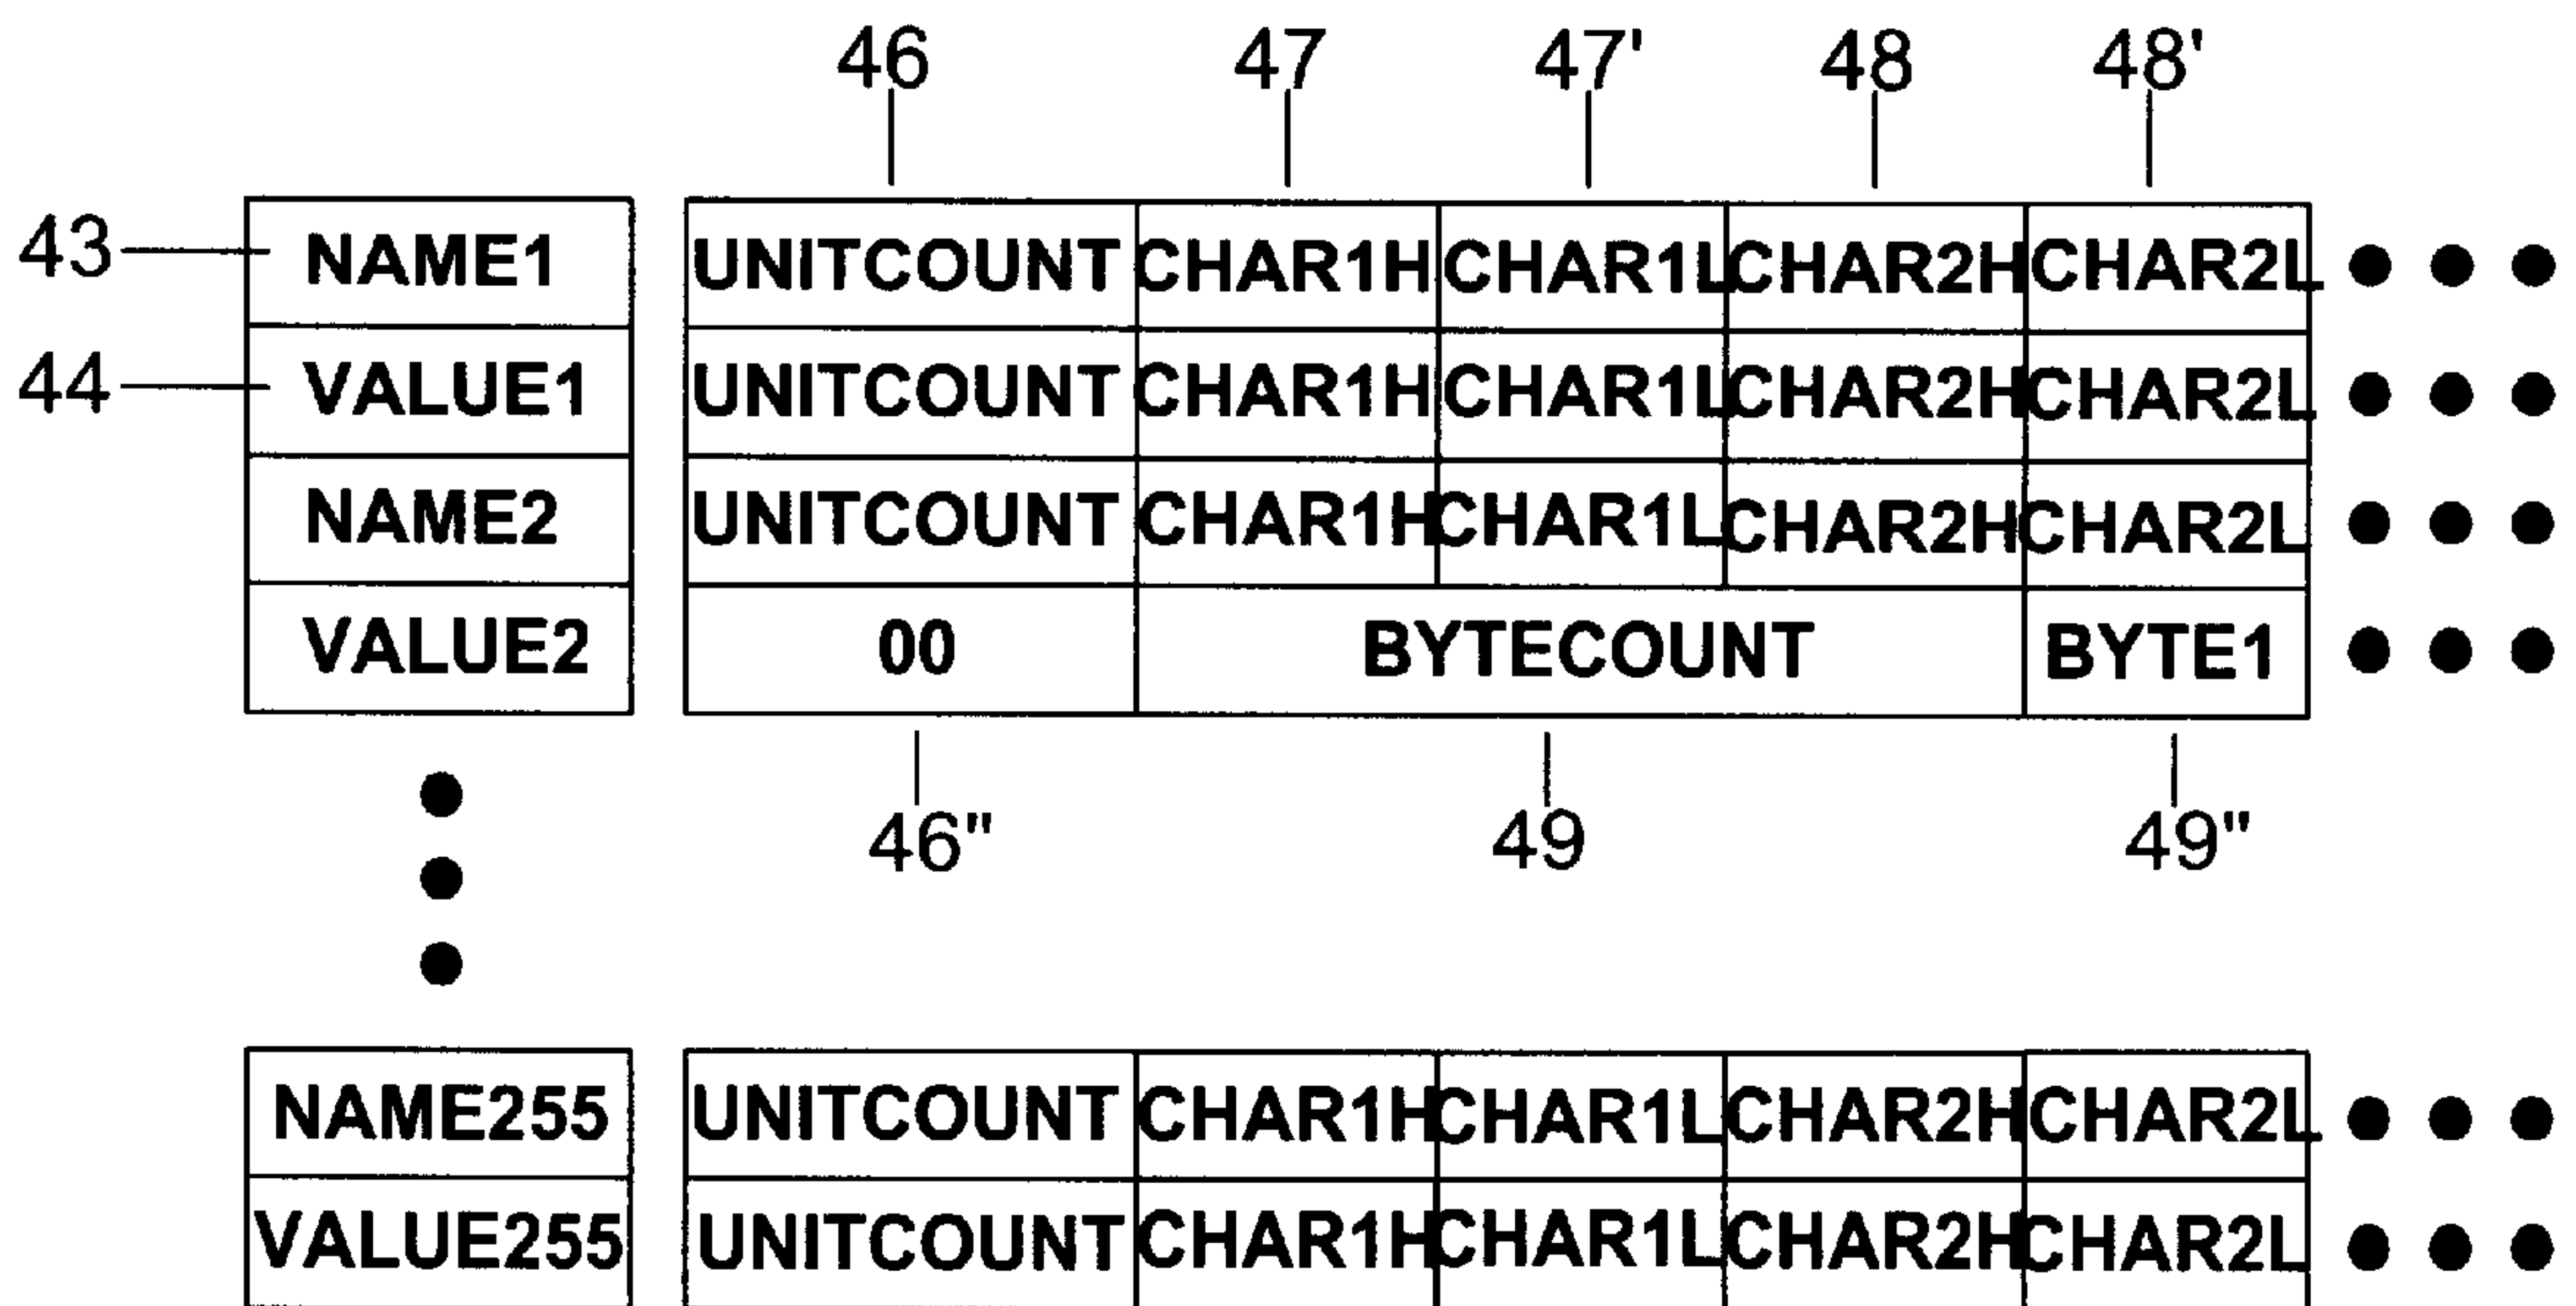 46 47 47' 48 48'
43 NAME1 UNITCOUNT CHAR1H CHAR1L CHAR2H CHAR2L
44 VALUE1 UNITCOUNT CHAR1H CHAR1L CHAR2H CHAR2L
NAME2 UNITCOUNT CHAR1H CHAR1L CHAR2H CHAR2L
VALUE2 00 BYTECOUNT BYTE1
46" 49 49"
NAME255 UNITCOUNT CHAR1H CHAR1L CHAR2H CHAR2L
VALUE255 UNITCOUNT CHAR1H CHAR1L CHAR2H CHAR2L